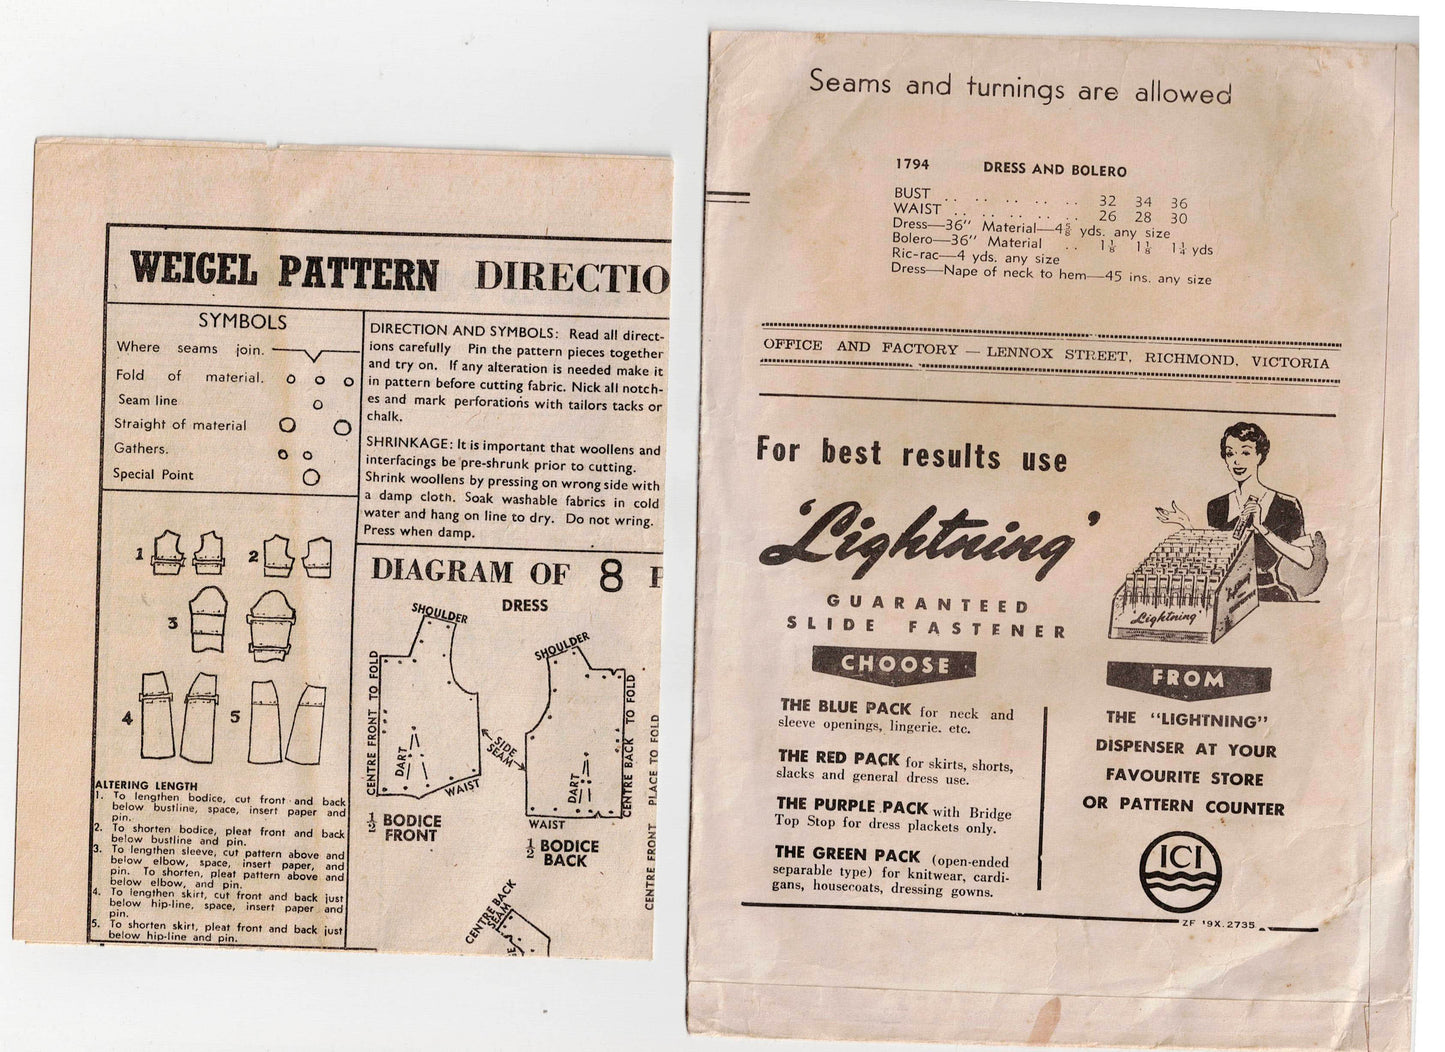 WEIGEL PATTERN DIRECTIO
SYMBOLS
Where seams join.
Fold of material.
Seam line
Straight of material
Gathers.
Special Point
DIRECTION AND SYMBOLS: Read all direct-
ions carefully Pin the pattern pieces together
and try on. If any alteration is needed make it
in pattern before cutting fabric. Nick all notch-
es and mark perforations with tailors tacks or
chalk.
SHRINKAGE: It is important that woollens and
interfacings be pre-shrunk prior to cutting.
Shrink woollens by pressing on wrong side with
a damp cloth. Soak washable fabrics in cold
water and hang on line to dry. Do not wring.
Press when damp.
1
2
3
4
5
ALTERING LENGTH
1. To lengthen bodice, cut front and back
below bustline, space, insert paper and
pin.
2. To shorten bodice, pleat front and back
below bustline and pin.
3. To lengthen sleeve, cut pattern above and
below elbow, space, insert paper, and
pin. To shorten, pleat pattern above and
below elbow, and pin.
4. To lengthen skirt, cut front and back just
below hip-line, space, insert paper and
pin.
5. To shorten skirt, pleat front and back just
below hip-line and pin.
DIAGRAM OF 8 P
DRESS
SHOULDER
CENTRE FRONT TO FOLD
DART
WAIST
½ BODICE
FRONT
SIDE
SEAM
SHOULDER
CENTRE BACK TO FOLD
DART
WAIST
½ BODICE
BACK
CENTRE FRONT PLACE TO FOLD
CENTRE BACK
SEAM
Seams and turnings are allowed
1794 DRESS AND BOLERO
BUST .. .. .. .. .. 32 34 36
WAIST .. .. .. .. .. 26 28 30
Dress—36" Material—4⅝ yds. any size
Bolero—36" Material .. 1⅛ 1⅛ 1¼ yds
Ric-rac—4 yds. any size
Dress—Nape of neck to hem—45 ins. any size
OFFICE AND FACTORY — LENNOX STREET, RICHMOND, VICTORIA
For best results use
'Lightning'
GUARANTEED
SLIDE FASTENER
Lightning
CHOOSE
THE BLUE PACK for neck and
sleeve openings, lingerie. etc.
THE RED PACK for skirts, shorts,
slacks and general dress use.
THE PURPLE PACK with Bridge
Top Stop for dress plackets only.
THE GREEN PACK (open-ended
separable type) for knitwear, cardi-
gans, housecoats, dressing gowns.
FROM
THE "LIGHTNING"
DISPENSER AT YOUR
FAVOURITE STORE
OR PATTERN COUNTER
ICI
ZF 19X.2735